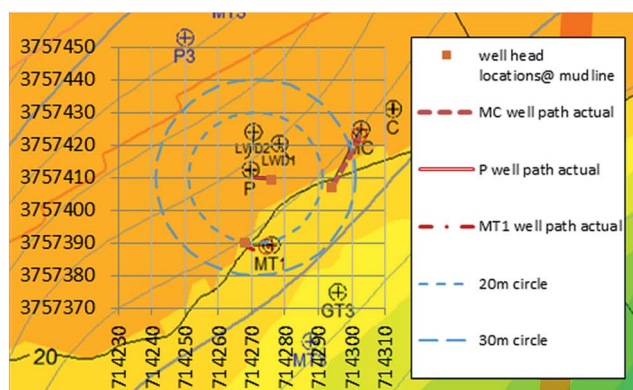 MT3
3757450
P3
3757440
3757430
C
3757420
LWD2
LWD1
MC
3757410
P
3757400
3757390
MT1
3757380
3757370
GT3
20
714230
714240
714250
714260
714270
714280
714290
714300
714310
well head
locations@ mud line
MC well path actual
P well path actual
MT1 well path actual
20m circle
30m circle